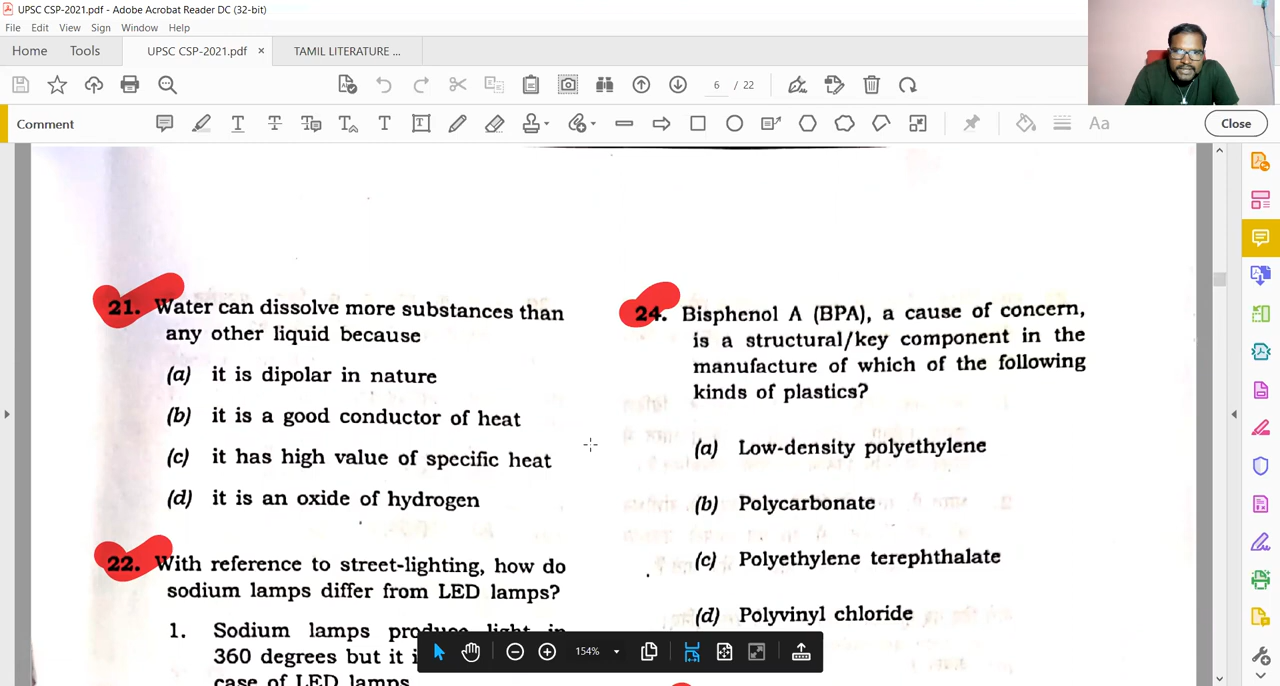 UPSC CSP-2021.pdf - Adobe Acrobat Reader DC (32-bit)
File Edit View Sign Window Help
Home Tools UPSC CSP-2021.pdf × TAMIL LITERATURE ...
6 / 22
Comment
Aa
Close
21. Water can dissolve more substances than
any other liquid because
(a) it is dipolar in nature
(b) it is a good conductor of heat
(c) it has high value of specific heat
(d) it is an oxide of hydrogen
22. With reference to street-lighting, how do
sodium lamps differ from LED lamps?
1. Sodium lamps produce light in
360 degrees but it i
case of LED lamps
24. Bisphenol A (BPA), a cause of concern,
is a structural/key component in the
manufacture of which of the following
kinds of plastics?
(a) Low-density polyethylene
(b) Polycarbonate
(c) Polyethylene terephthalate
(d) Polyvinyl chloride
154%